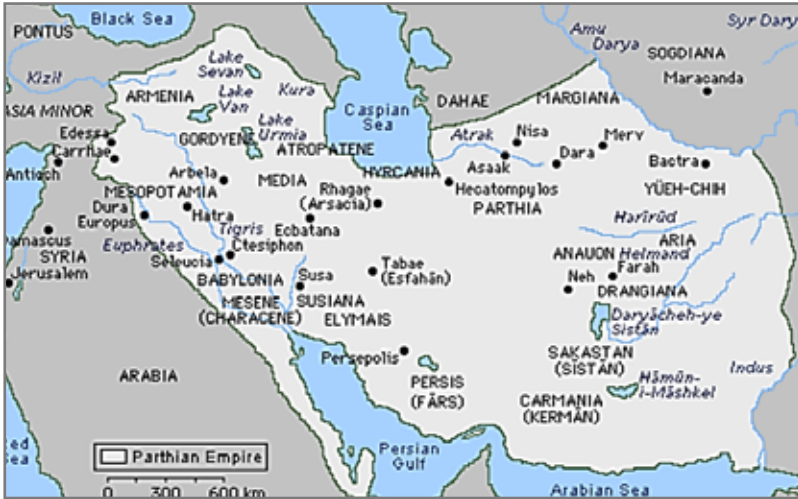 Black Sea
PONTUS
Kizil
ASIA MINOR
Lake
Sevan
ARMENIA
Lake
Van
Kura
Lake
Urmia
GORDYENE
ATROPATENE
Caspian
Sea
DAHAE
Amu
Darya
Syr Dary
SOGDIANA
Maracanda
MARGIANA
Edessa
Carrhae
Antioch
Arbela
MEDIA
MESOPOTAMIA
Hatra
Dura
Europus
Rhagae
(Arsacia)
HYRCANIA
Atrak
Nisa
Asaak
Dara
Merv
Bactra
YÜEH-CHIH
Hecatompylos
PARTHIA
amascus
SYRIA
Jerusalem
Euphrates
Tigris
Ctesiphon
Seleucia
Ecbatana
BABYLONIA
Susa
MESENE
(CHARACENE)
SUSIANA
ELYMAIS
Tabae
(Esfahān)
Harīrūd
ARIA
ANAUON
Helmand
Neh
Farah
DRANGIANA
Daryācheh-ye
Sīstān
SAKASTAN
(SĪSTĀN)
Persepolis
PERSIS
(FĀRS)
CARMANIA
(KERMĀN)
Hāmūn-
i-Māshkel
Indus
ARABIA
ed
ea
Persian
Gulf
Arabian Sea
Parthian Empire
0 300 600 km